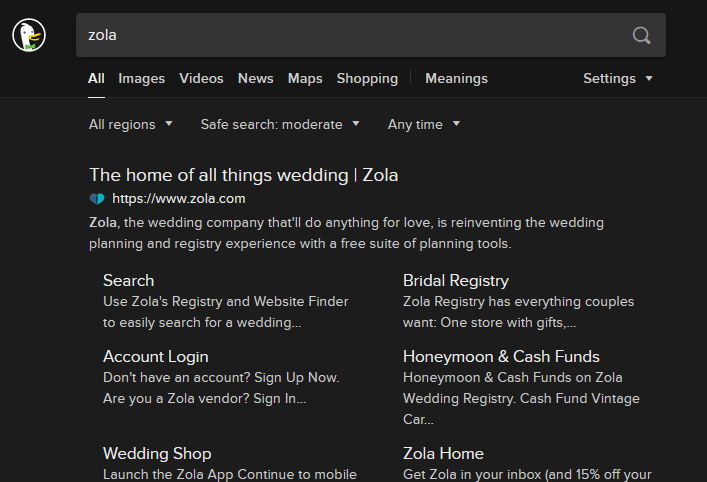 zola
All Images Videos News Maps Shopping Meanings Settings
All regions Safe search: moderate Any time
The home of all things wedding | Zola
https://www.zola.com
Zola, the wedding company that'll do anything for love, is reinventing the wedding
planning and registry experience with a free suite of planning tools.
Search
Use Zola's Registry and Website Finder
to easily search for a wedding...
Bridal Registry
Zola Registry has everything couples
want: One store with gifts,...
Account Login
Don't have an account? Sign Up Now.
Are you a Zola vendor? Sign In...
Honeymoon & Cash Funds
Honeymoon & Cash Funds on Zola
Wedding Registry. Cash Fund Vintage
Car...
Wedding Shop
Launch the Zola App Continue to mobile
Zola Home
Get Zola in your inbox (and 15% off your